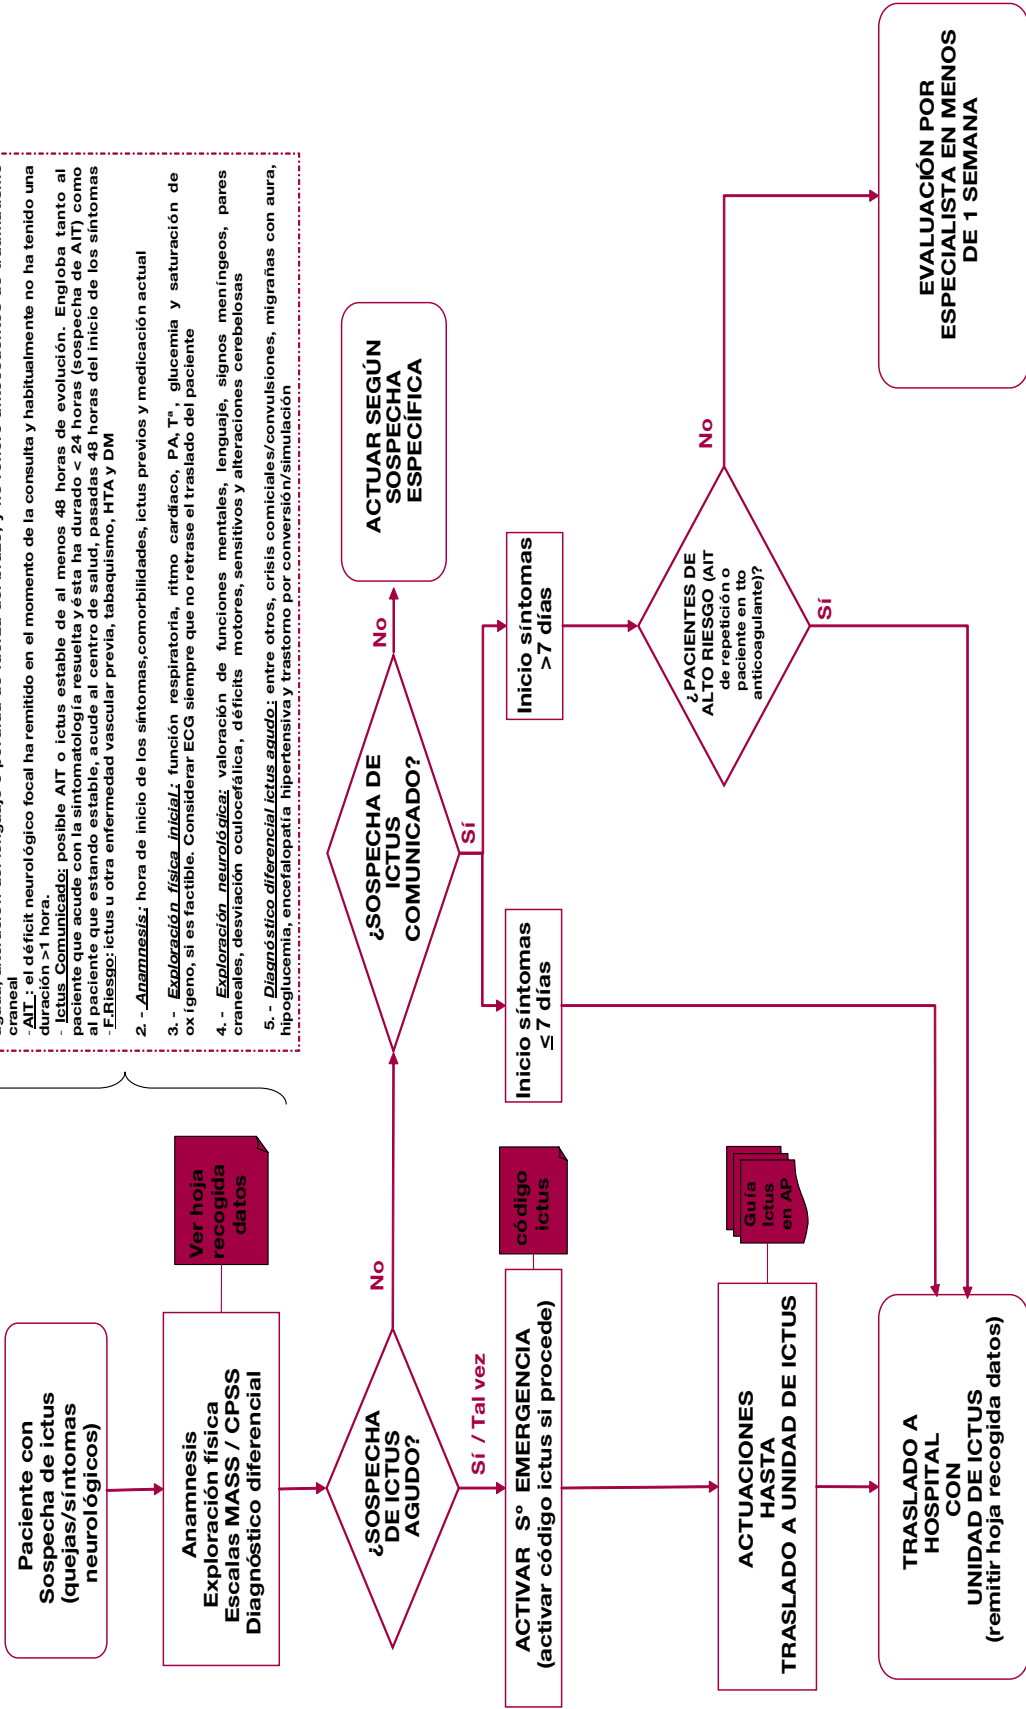 craneal
- AIT : el déficit neurológico focal ha remitido en el momento de la consulta y habitualmente no ha tenido una
duración >1 hora.
- Ictus Comunicado: posible AIT o ictus estable de al menos 48 horas de evolución. Engloba tanto al
paciente que acude con la sintomatología resuelta y ésta ha durado < 24 horas (sospecha de AIT) como
al paciente que estando estable, acude al centro de salud, pasadas 48 horas del inicio de los síntomas
- F.Riesgo: ictus u otra enfermedad vascular previa, tabaquismo, HTA y DM
2. - Anamnesis: hora de inicio de los síntomas,comorbilidades, ictus previos y medicación actual
3. - Exploración física inicial : función respiratoria, ritmo cardíaco, PA, Tª , glucemia y saturación de
oxígeno, si es factible. Considerar ECG siempre que no retrase el traslado del paciente
4. - Exploración neurológica: valoración de funciones mentales, lenguaje, signos meníngeos, pares
craneales, desviación oculocefálica, déficits motores, sensitivos y alteraciones cerebelosas
5. - Diagnóstico diferencial ictus agudo: entre otros, crisis comiciales/convulsiones, migrañas con aura,
hipoglucemia, encefalopatía hipertensiva y trastorno por conversión/simulación
Paciente con
Sospecha de ictus
(quejas/síntomas
neurológicos)
Anamnesis
Exploración física
Escalas MASS / CPSS
Diagnóstico diferencial
Ver hoja
recogida
datos
¿SOSPECHA
DE ICTUS
AGUDO?
No
Sí / Tal vez
¿SOSPECHA DE
ICTUS
COMUNICADO?
No
Sí
ACTUAR SEGÚN
SOSPECHA
ESPECÍFICA
ACTIVAR Sº EMERGENCIA
(activar código ictus si procede)
código
ictus
Inicio síntomas
≤ 7 días
Inicio síntomas
>7 días
ACTUACIONES
HASTA
TRASLADO A UNIDAD DE ICTUS
Guía
Ictus
en AP
¿PACIENTES DE
ALTO RIESGO (AIT
de repetición o
paciente en tto
anticoagulante)?
No
Sí
TRASLADO A
HOSPITAL
CON
UNIDAD DE ICTUS
(remitir hoja recogida datos)
EVALUACIÓN POR
ESPECIALISTA EN MENOS
DE 1 SEMANA